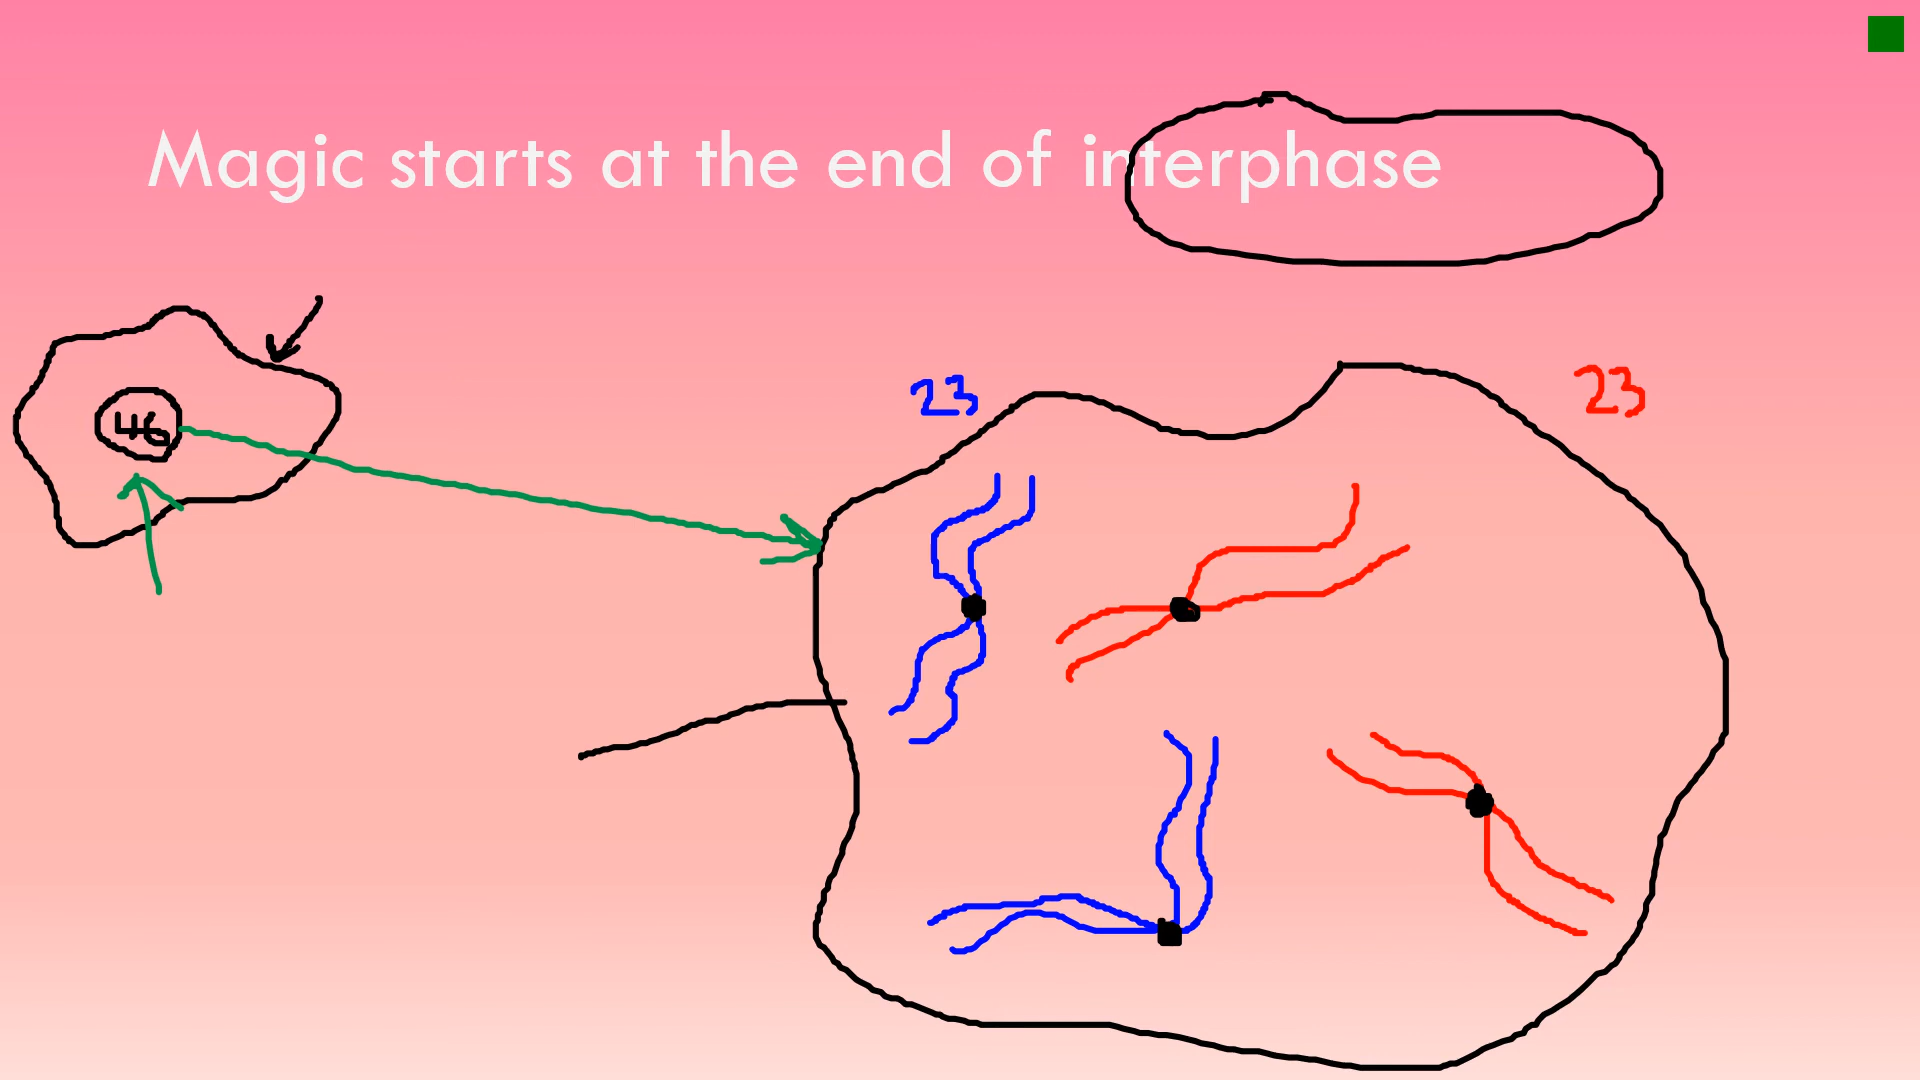 Magic starts at the end of interphase
46
23
23